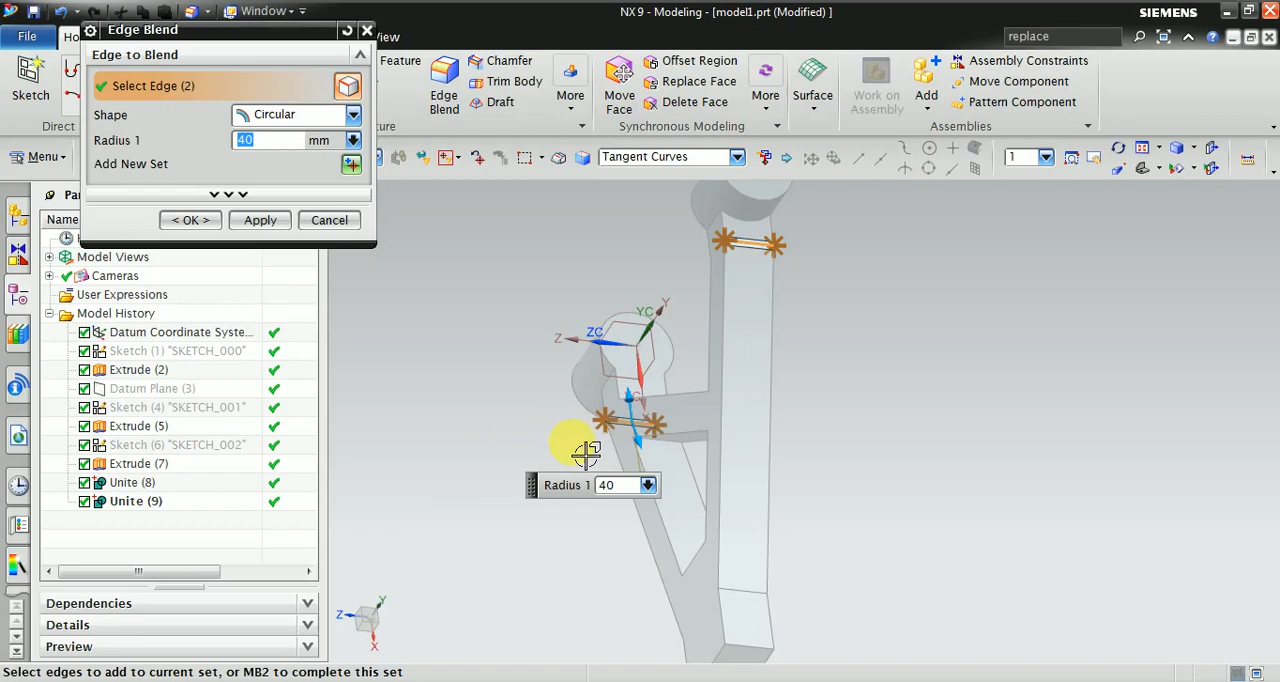 Window
NX 9 - Modeling - [model1.prt (Modified) ]
SIEMENS
Edge Blend
File
replace
Edge to Blend
Select Edge (2)
Shape
Circular
Radius 1
40
mm
Add New Set
< OK >
Apply
Cancel
Sketch
Feature
Edge Blend
Chamfer
Trim Body
Draft
More
Move Face
Offset Region
Replace Face
Delete Face
More
Surface
Work on Assembly
Add
Assembly Constraints
Move Component
Pattern Component
Synchronous Modeling
Assemblies
Menu
Tangent Curves
1
Model Views
Cameras
User Expressions
Model History
Datum Coordinate Syste...
Sketch (1) "SKETCH_000"
Extrude (2)
Datum Plane (3)
Sketch (4) "SKETCH_001"
Extrude (5)
Sketch (6) "SKETCH_002"
Extrude (7)
Unite (8)
Unite (9)
Dependencies
Details
Preview
YC
Y
Z
ZC
Radius 1
40
Z
Y
X
Select edges to add to current set, or MB2 to complete this set